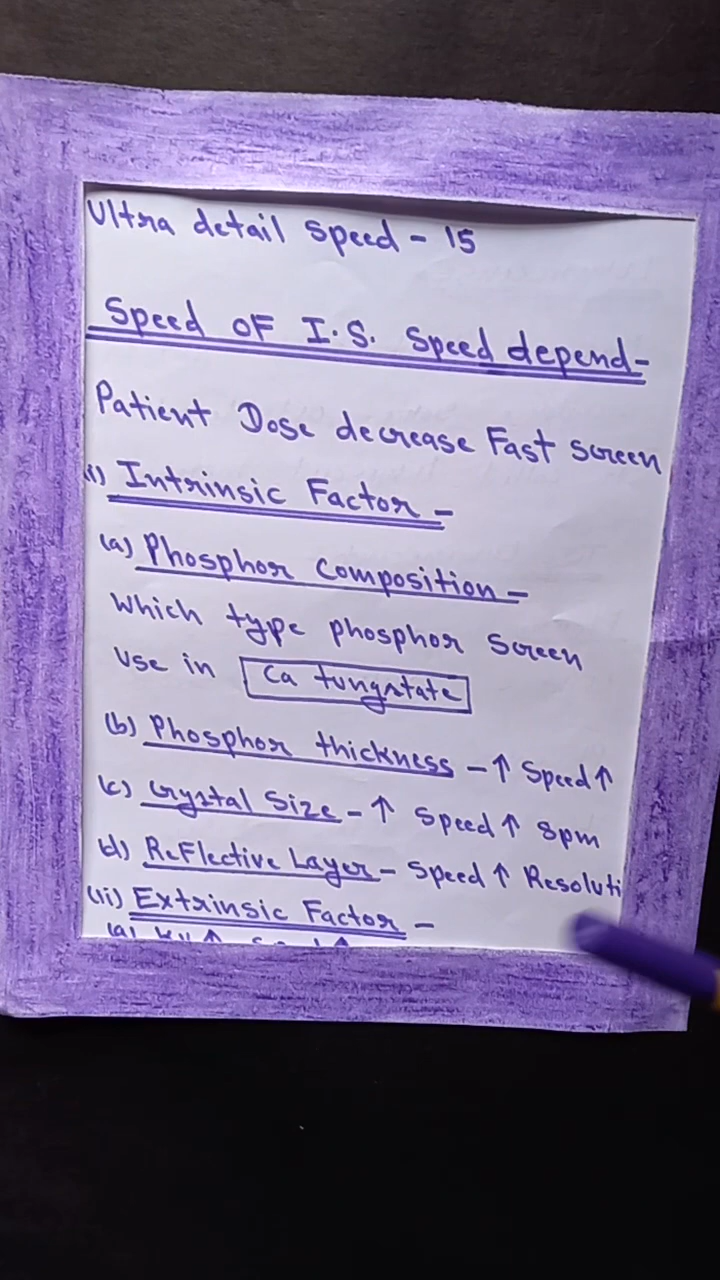 Ultra detail speed - 15
Speed OF I.S. Speed depend-
Patient Dose decrease Fast screen
(i) Intrinsic Factor -
(a) Phosphor Composition -
Which type phosphor screen
Use in Ca tungstate
(b) Phosphor thickness - ↑ Speed ↑
(c) Crystal Size - ↑ Speed ↑ 8pm
(d) Reflective Layer - Speed ↑ Resoluti
(ii) Extrinsic Factor -